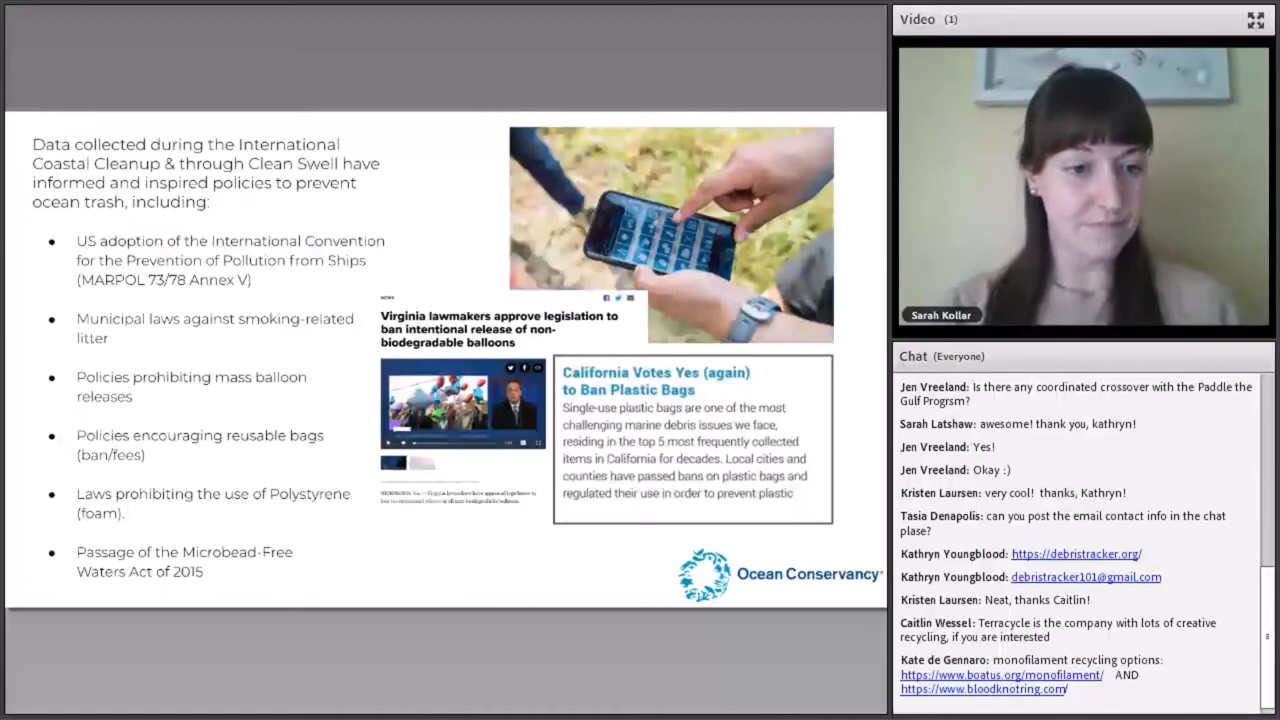 Data collected during the International
Coastal Cleanup & through Clean Swell have
informed and inspired policies to prevent
ocean trash, including:
• US adoption of the International Convention
for the Prevention of Pollution from Ships
(MARPOL 73/78 Annex V)
• Municipal laws against smoking-related
litter
• Policies prohibiting mass balloon
releases
• Policies encouraging reusable bags
(ban/fees)
• Laws prohibiting the use of Polystyrene
(foam).
• Passage of the Microbead-Free
Waters Act of 2015
NEWS
Virginia lawmakers approve legislation to
ban intentional release of non-
biodegradable balloons
California Votes Yes (again)
to Ban Plastic Bags
Single-use plastic bags are one of the most
challenging marine debris issues we face,
residing in the top 5 most frequently collected
items in California for decades. Local cities and
counties have passed bans on plastic bags and
regulated their use in order to prevent plastic
Ocean Conservancy
Video (1)
Sarah Kollar
Chat (Everyone)
Jen Vreeland: Is there any coordinated crossover with the Paddle the
Gulf Progrsm?
Sarah Latshaw: awesome! thank you, kathryn!
Jen Vreeland: Yes!
Jen Vreeland: Okay :)
Kristen Laursen: very cool! thanks, Kathryn!
Tasia Denapolis: can you post the email contact info in the chat
plase?
Kathryn Youngblood: https://debristracker.org/
Kathryn Youngblood: debristracker101@gmail.com
Kristen Laursen: Neat, thanks Caitlin!
Caitlin Wessel: Terracycle is the company with lots of creative
recycling, if you are interested
Kate de Gennaro: monofilament recycling options:
https://www.boatus.org/monofilament/ AND
https://www.bloodknotring.com/